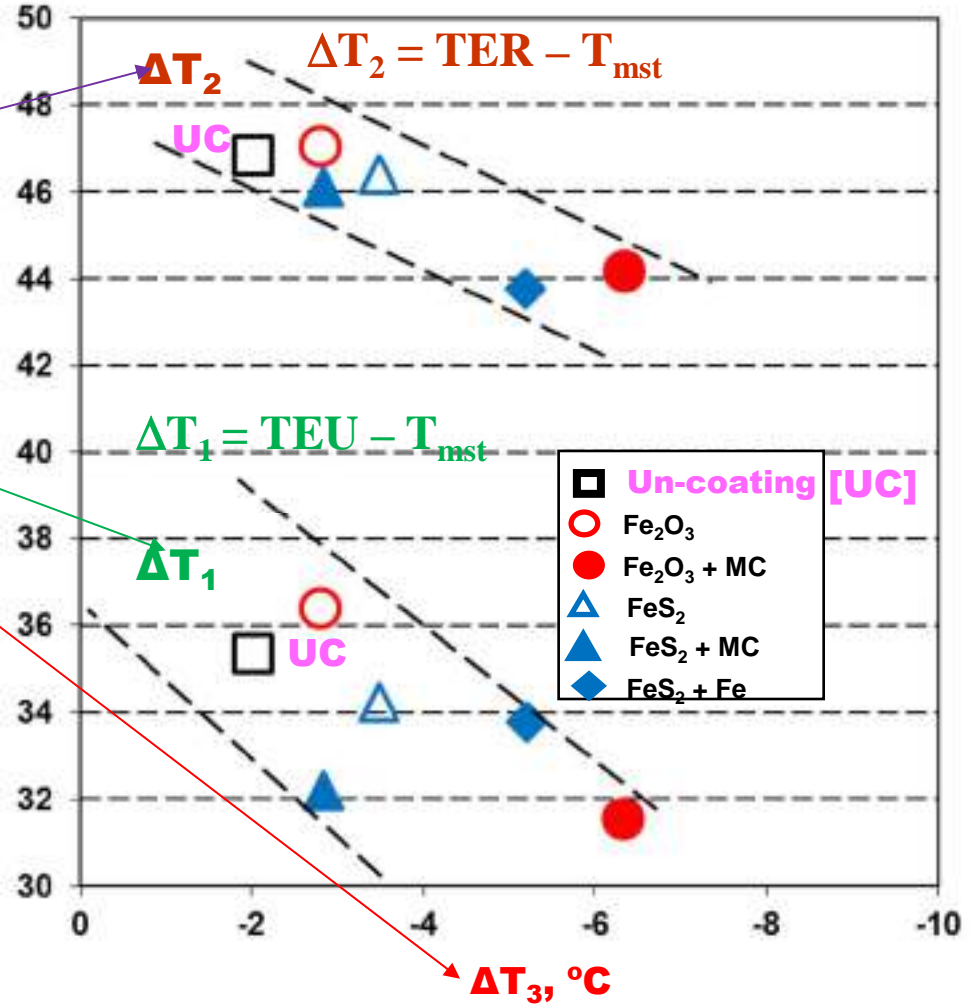 50
48
46
44
42
40
38
36
34
32
30
ΔT₂ = TER – Tₘₛₜ
ΔT₂
UC
ΔT₁ = TEU – Tₘₛₜ
ΔT₁
UC
Un-coating [UC]
Fe₂O₃
Fe₂O₃ + MC
FeS₂
FeS₂ + MC
FeS₂ + Fe
0 -2 -4 -6 -8 -10
ΔT₃, ºC